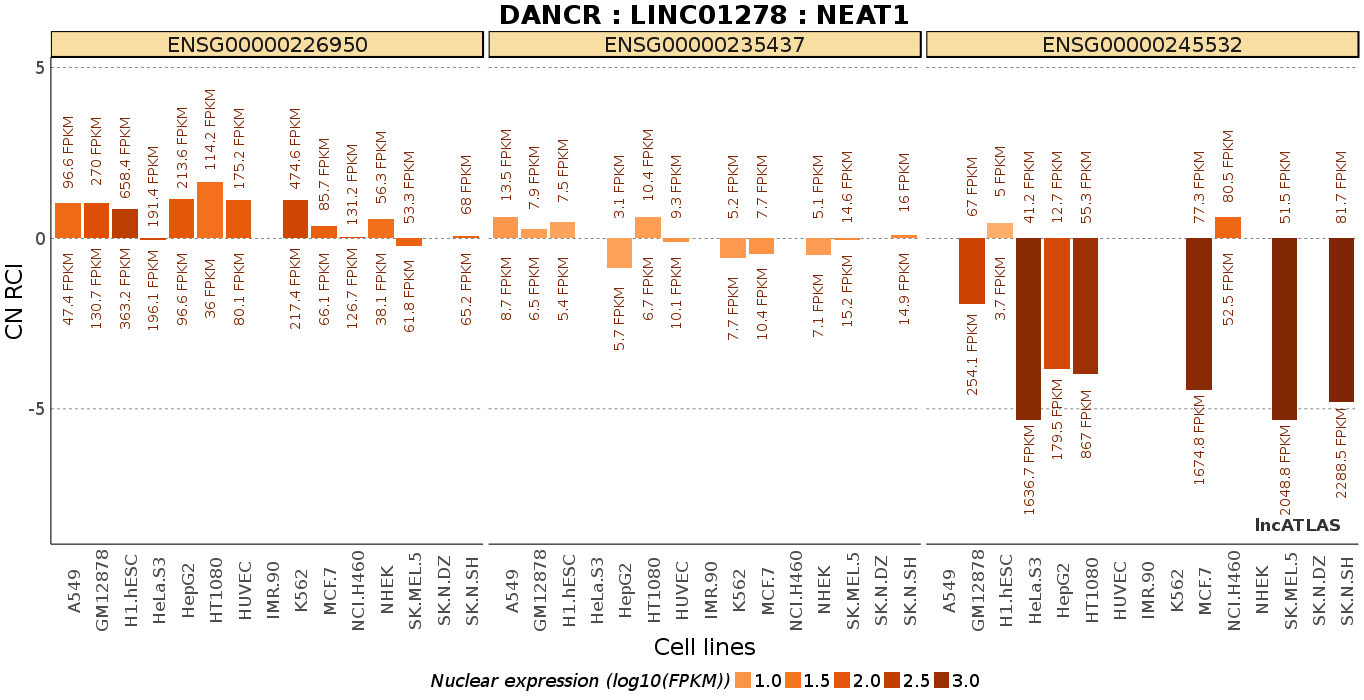 DANCR : LINC01278 : NEAT1
ENSG00000226950 ENSG00000235437 ENSG00000245532
CN RCI
5
0
-5
96.6 FPKM
270 FPKM
658.4 FPKM
191.4 FPKM
213.6 FPKM
114.2 FPKM
175.2 FPKM
474.6 FPKM
85.7 FPKM
131.2 FPKM
56.3 FPKM
53.3 FPKM
68 FPKM
47.4 FPKM
130.7 FPKM
363.2 FPKM
196.1 FPKM
96.6 FPKM
36 FPKM
80.1 FPKM
217.4 FPKM
66.1 FPKM
126.7 FPKM
38.1 FPKM
61.8 FPKM
65.2 FPKM
13.5 FPKM
7.9 FPKM
7.5 FPKM
3.1 FPKM
10.4 FPKM
9.3 FPKM
5.2 FPKM
7.7 FPKM
5.1 FPKM
14.6 FPKM
16 FPKM
8.7 FPKM
6.5 FPKM
5.4 FPKM
5.7 FPKM
6.7 FPKM
10.1 FPKM
7.7 FPKM
10.4 FPKM
7.1 FPKM
15.2 FPKM
14.9 FPKM
67 FPKM
5 FPKM
41.2 FPKM
12.7 FPKM
55.3 FPKM
77.3 FPKM
80.5 FPKM
51.5 FPKM
81.7 FPKM
254.1 FPKM
3.7 FPKM
1636.7 FPKM
179.5 FPKM
867 FPKM
1674.8 FPKM
52.5 FPKM
2048.8 FPKM
2288.5 FPKM
lncATLAS
A549
GM12878
H1.hESC
HeLa.S3
HepG2
HT1080
HUVEC
IMR.90
K562
MCF.7
NCI.H460
NHEK
SK.MEL.5
SK.N.DZ
SK.N.SH
A549
GM12878
H1.hESC
HeLa.S3
HepG2
HT1080
HUVEC
IMR.90
K562
MCF.7
NCI.H460
NHEK
SK.MEL.5
SK.N.DZ
SK.N.SH
A549
GM12878
H1.hESC
HeLa.S3
HepG2
HT1080
HUVEC
IMR.90
K562
MCF.7
NCI.H460
NHEK
SK.MEL.5
SK.N.DZ
SK.N.SH
Cell lines
Nuclear expression (log10(FPKM)) 1.0 1.5 2.0 2.5 3.0